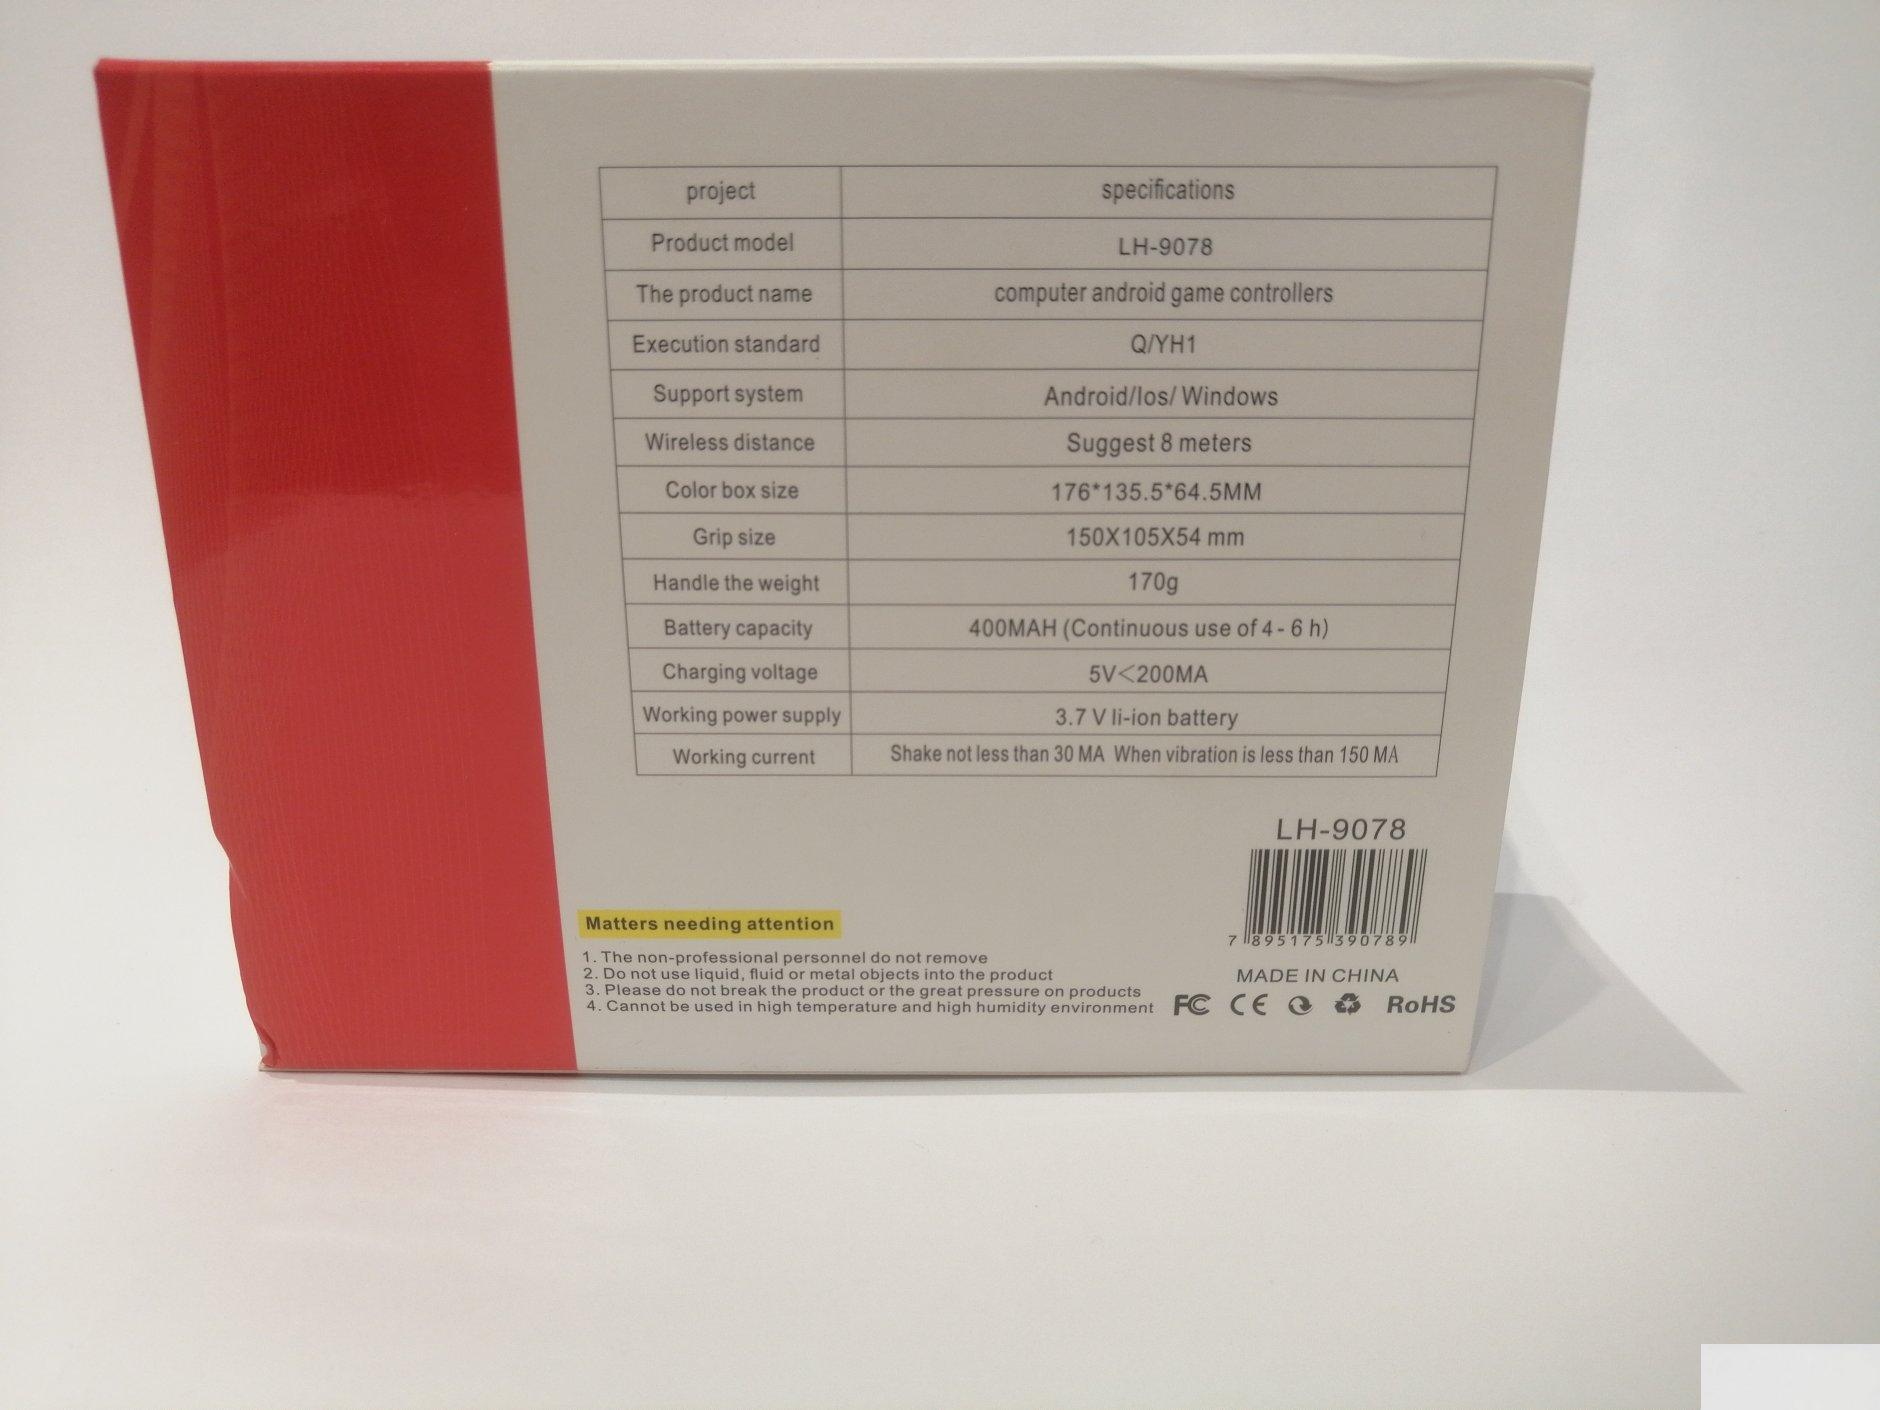 project specifications
Product model LH-9078
The product name computer android game controllers
Execution standard Q/YH1
Support system Android/Ios/ Windows
Wireless distance Suggest 8 meters
Color box size 176*135.5*64.5MM
Grip size 150X105X54 mm
Handle the weight 170g
Battery capacity 400MAH (Continuous use of 4 - 6 h)
Charging voltage 5V<200MA
Working power supply 3.7 V li-ion battery
Working current Shake not less than 30 MA When vibration is less than 150 MA
LH-9078
7 895175 390789
Matters needing attention
1. The non-professional personnel do not remove
2. Do not use liquid, fluid or metal objects into the product
3. Please do not break the product or the great pressure on products
4. Cannot be used in high temperature and high humidity environment
MADE IN CHINA
FC CE RoHS